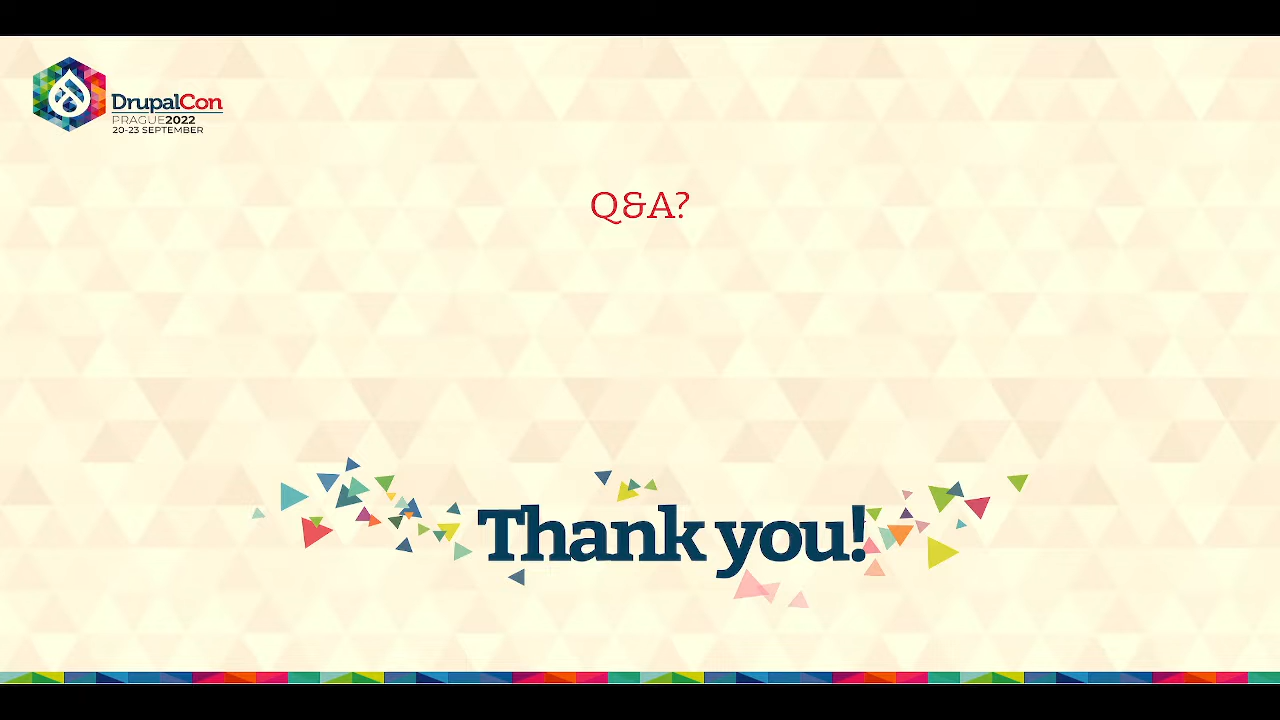 DrupalCon
PRAGUE2022
20-23 SEPTEMBER
Q&A?
Thank you!